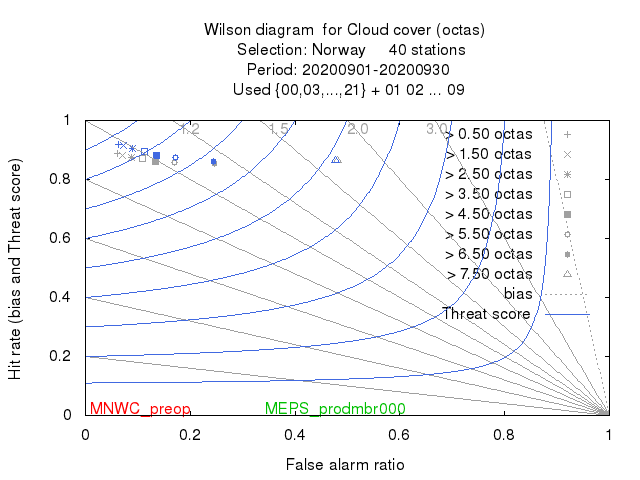 Wilson diagram for Cloud cover (octas)
Selection: Norway 40 stations
Period: 20200901-20200930
Used {00,03,...,21} + 01 02 ... 09
Hit rate (bias and Threat score)
1
0.8
0.6
0.4
0.2
0
1.2
1.5
2.0
3.0
> 0.50 octas
> 1.50 octas
> 2.50 octas
> 3.50 octas
> 4.50 octas
> 5.50 octas
> 6.50 octas
> 7.50 octas
bias
Threat score
MNWC_preop
MEPS_prodmbr000
0
0.2
0.4
0.6
0.8
1
False alarm ratio